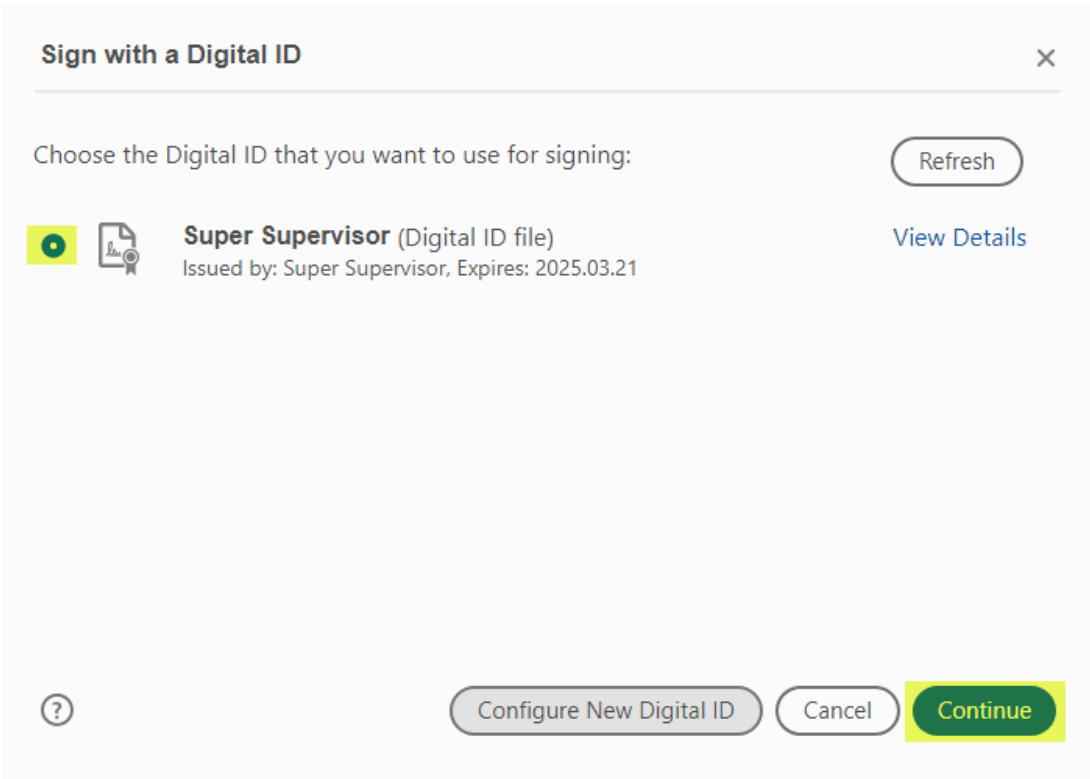 Sign with a Digital ID
Choose the Digital ID that you want to use for signing:
Refresh
Super Supervisor (Digital ID file)
View Details
Issued by: Super Supervisor, Expires: 2025.03.21
?
Configure New Digital ID
Cancel
Continue